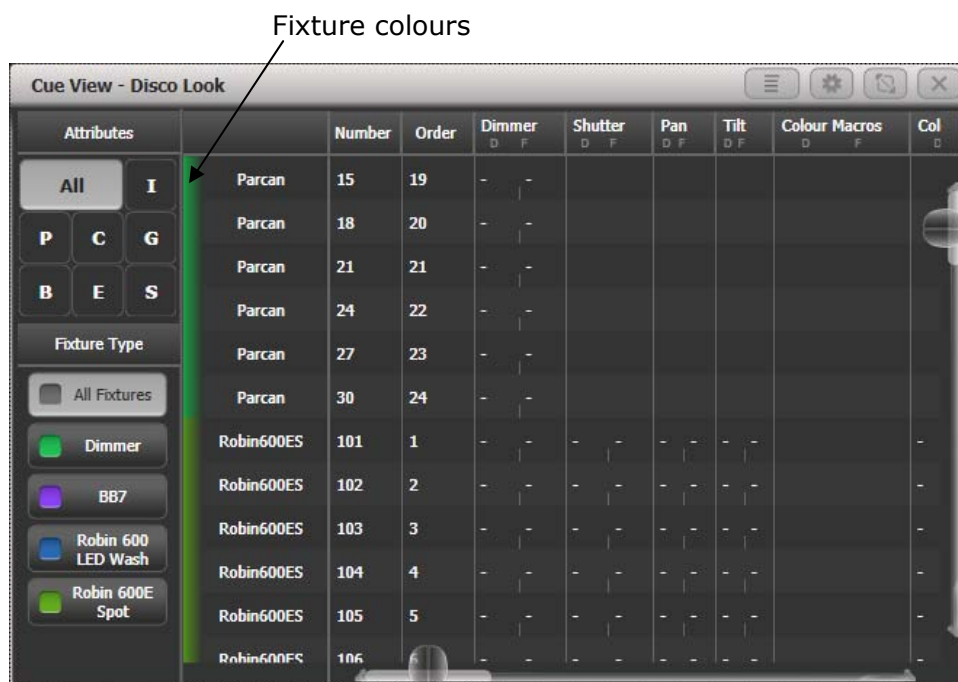 Fixture colours
Cue View - Disco Look
Attributes Number Order Dimmer Shutter Pan Tilt Colour Macros Col
D F D F D F D F D F D
All I
P C G
B E S
Fixture Type
All Fixtures
Dimmer
BB7
Robin 600
LED Wash
Robin 600E
Spot
Parcan 15 19 - -
Parcan 18 20 - -
Parcan 21 21 - -
Parcan 24 22 - -
Parcan 27 23 - -
Parcan 30 24 - -
Robin600ES 101 1 - - - - - - - - -
Robin600ES 102 2 - - - - - - - - -
Robin600ES 103 3 - - - - - - - - -
Robin600ES 104 4 - - - - - - - - -
Robin600ES 105 5 - - - - - - - - -
Robin600ES 106 6 - - - - - - - - -